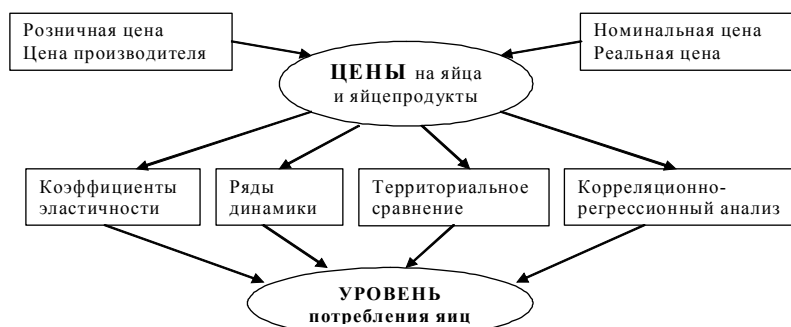 Розничная цена
Цена производителя
Номинальная цена
Реальная цена
ЦЕНЫ на яйца
и яйцепродукты
Коэффициенты
эластичности
Ряды
динамики
Территориальное
сравнение
Корреляционно-
регрессионный анализ
УРОВЕНЬ
потребления яиц